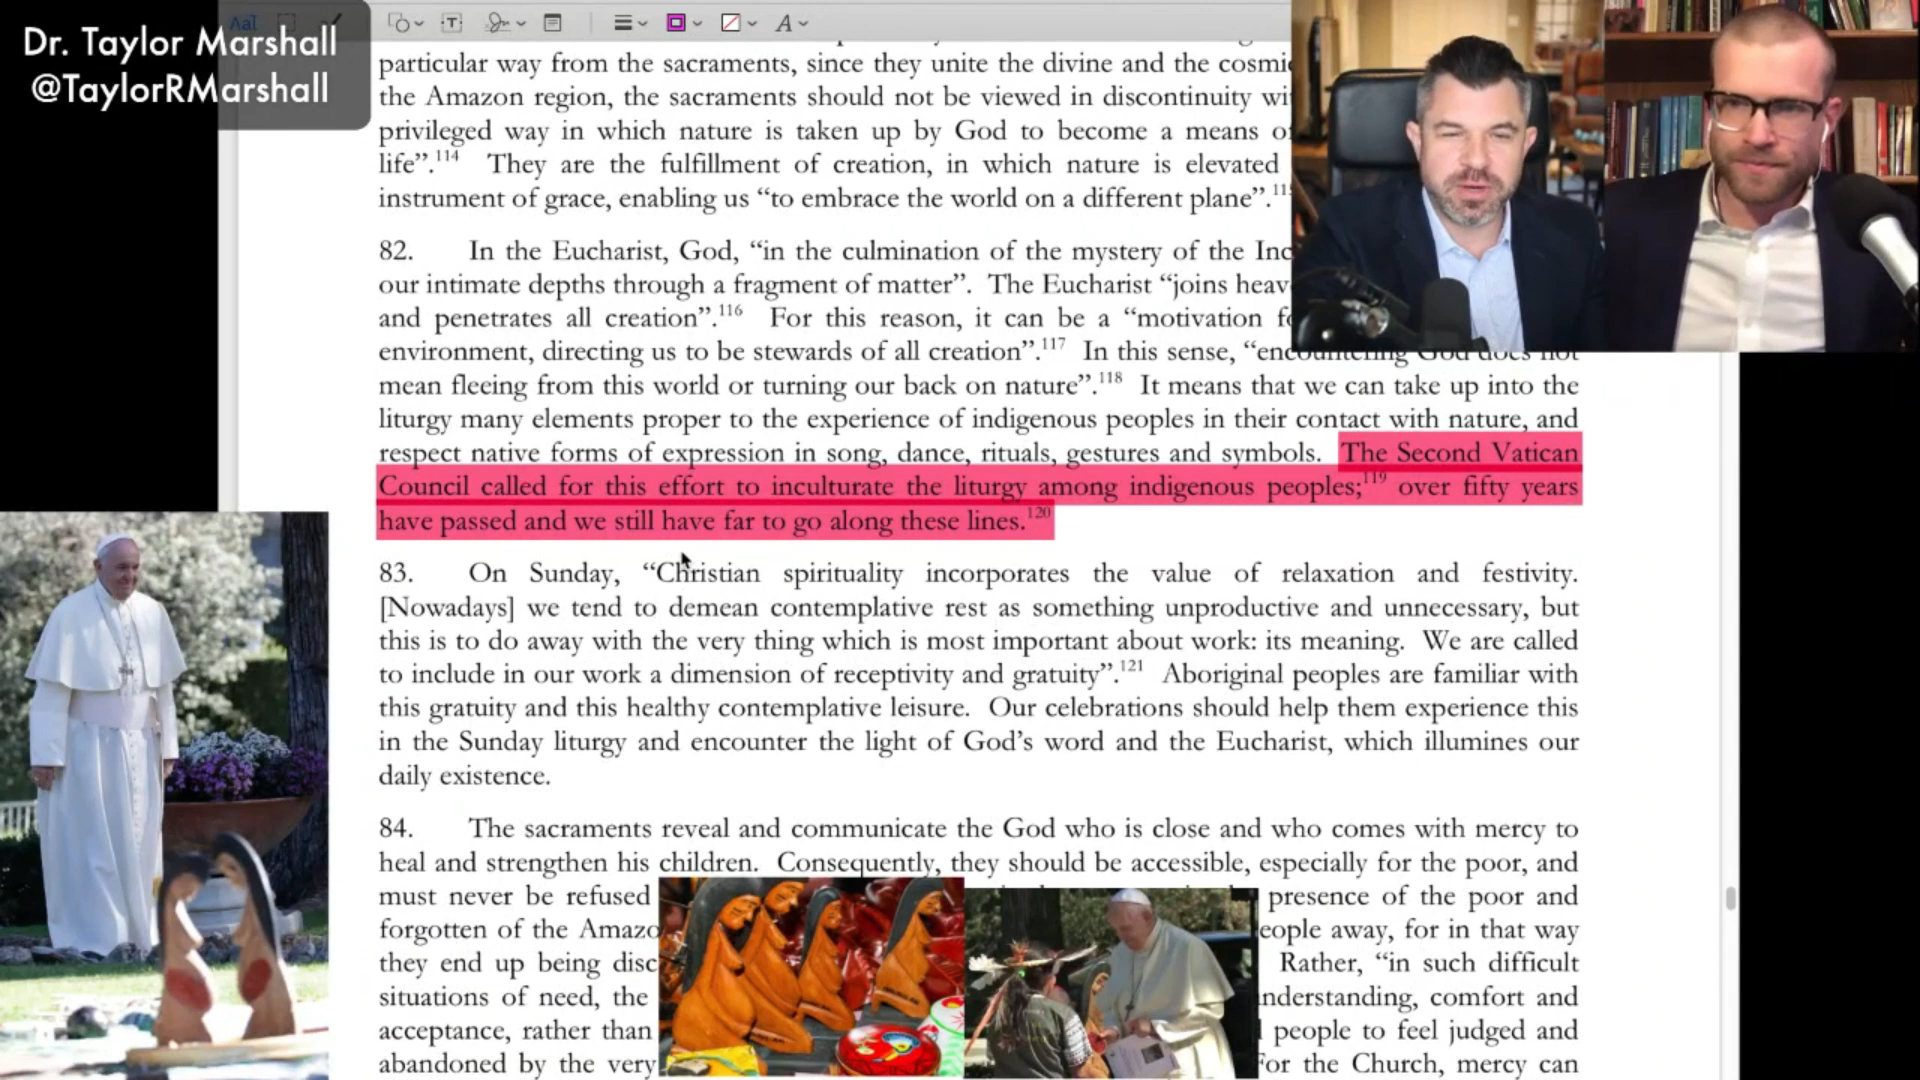 Dr. Taylor Marshall
@TaylorRMarshall
particular way from the sacraments, since they unite the divine and the cosmic
the Amazon region, the sacraments should not be viewed in discontinuity
privileged way in which nature is taken up by God to become a means
life”.114 They are the fulfillment of creation, in which nature is elevated
instrument of grace, enabling us “to embrace the world on a different plane”.
82. In the Eucharist, God, “in the culmination of the mystery of the
our intimate depths through a fragment of matter”. The Eucharist “joins
and penetrates all creation”.116 For this reason, it can be a “motivation
environment, directing us to be stewards of all creation”.117 In this sense, “encountering God does not
mean fleeing from this world or turning our back on nature”.118 It means that we can take up into the
liturgy many elements proper to the experience of indigenous peoples in their contact with nature, and
respect native forms of expression in song, dance, rituals, gestures and symbols. The Second Vatican
Council called for this effort to inculturate the liturgy among indigenous peoples;119 over fifty years
have passed and we still have far to go along these lines.120
83. On Sunday, “Christian spirituality incorporates the value of relaxation and festivity.
[Nowadays] we tend to demean contemplative rest as something unproductive and unnecessary, but
this is to do away with the very thing which is most important about work: its meaning. We are called
to include in our work a dimension of receptivity and gratuity”.121 Aboriginal peoples are familiar with
this gratuity and this healthy contemplative leisure. Our celebrations should help them experience this
in the Sunday liturgy and encounter the light of God’s word and the Eucharist, which illumines our
daily existence.
84. The sacraments reveal and communicate the God who is close and who comes with mercy to
heal and strengthen his children. Consequently, they should be accessible, especially for the poor, and
must never be refused presence of the poor and
forgotten of the away, for in that way
they end up being Rather, “in such difficult
situations of need, the understanding, comfort and
acceptance, rather than people to feel judged and
abandoned by the very For the Church, mercy can